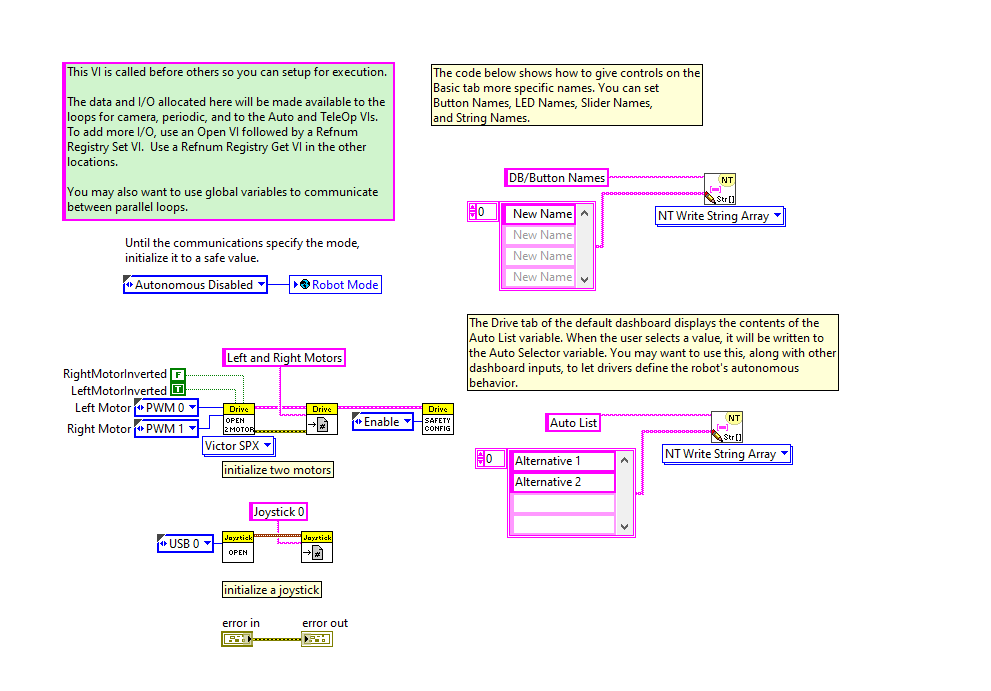 This VI is called before others so you can setup for execution.
The data and I/O allocated here will be made available to the
loops for camera, periodic, and to the Auto and TeleOp VIs.
To add more I/O, use an Open VI followed by a Refnum
Registry Set VI.  Use a Refnum Registry Get VI in the other
locations.
You may also want to use global variables to communicate
between parallel loops.
Until the communications specify the mode,
initialize it to a safe value.
Autonomous Disabled
Robot Mode
Left and Right Motors
RightMotorInverted
F
LeftMotorInverted
T
Left Motor
PWM 0
Right Motor
PWM 1
Drive
OPEN
2 MOTOR
Drive
#
Enable
Drive
SAFETY
CONFIG
Victor SPX
initialize two motors
Joystick 0
USB 0
Joystick
OPEN
Joystick
#
initialize a joystick
error in
error out
The code below shows how to give controls on the
Basic tab more specific names. You can set
Button Names, LED Names, Slider Names,
and String Names.
DB/Button Names
NT
Str[]
NT Write String Array
0
New Name
New Name
New Name
New Name
The Drive tab of the default dashboard displays the contents of the
Auto List variable. When the user selects a value, it will be written to
the Auto Selector variable. You may want to use this, along with other
dashboard inputs, to let drivers define the robot's autonomous
behavior.
Auto List
NT
Str[]
NT Write String Array
0
Alternative 1
Alternative 2